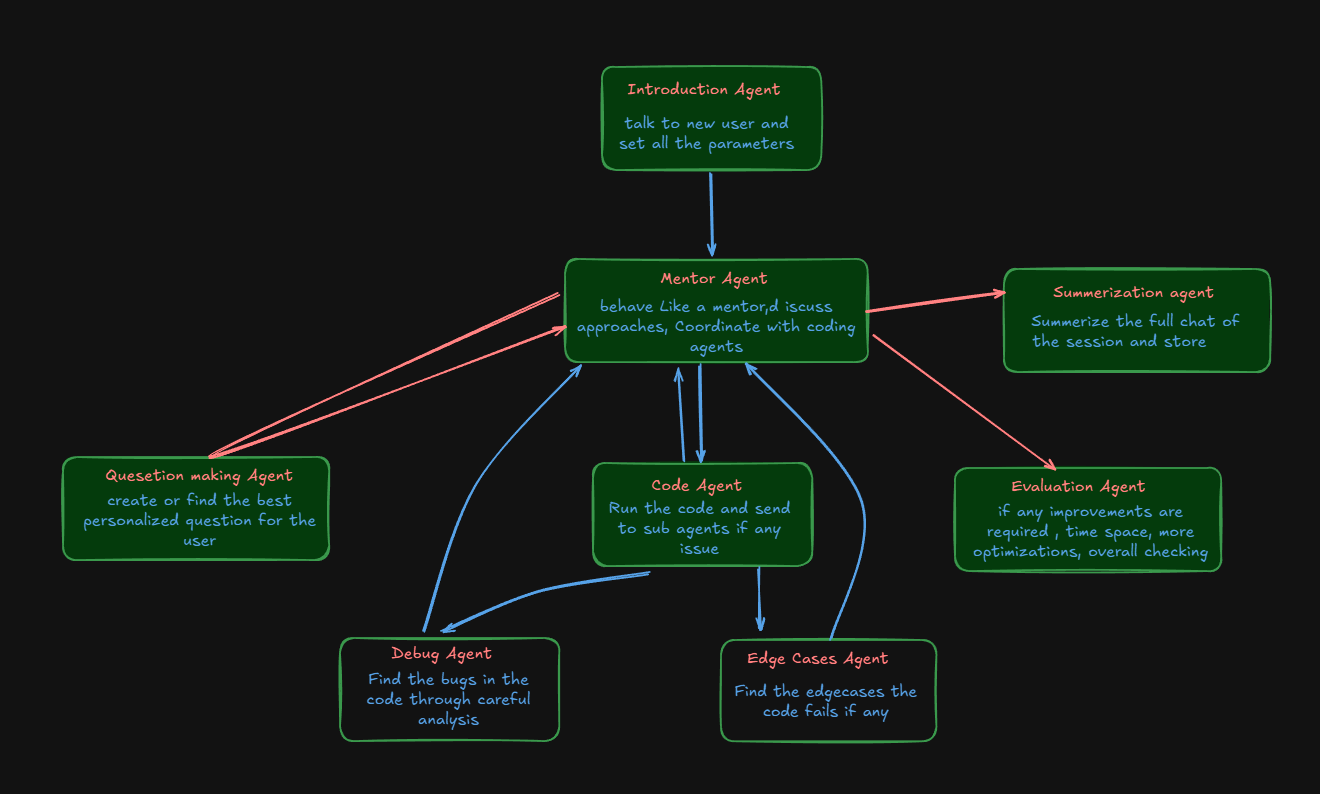 Introduction Agent
talk to new user and
set all the parameters
Mentor Agent
behave Like a mentor,d iscuss
approaches, Coordinate with coding
agents
Summerization agent
Summerize the full chat of
the session and store
Quesetion making Agent
create or find the best
personalized question for the
user
Code Agent
Run the code and send
to sub agents if any
issue
Evaluation Agent
if any improvements are
required , time space, more
optimizations, overall checking
Debug Agent
Find the bugs in the
code through careful
analysis
Edge Cases Agent
Find the edgecases the
code fails if any